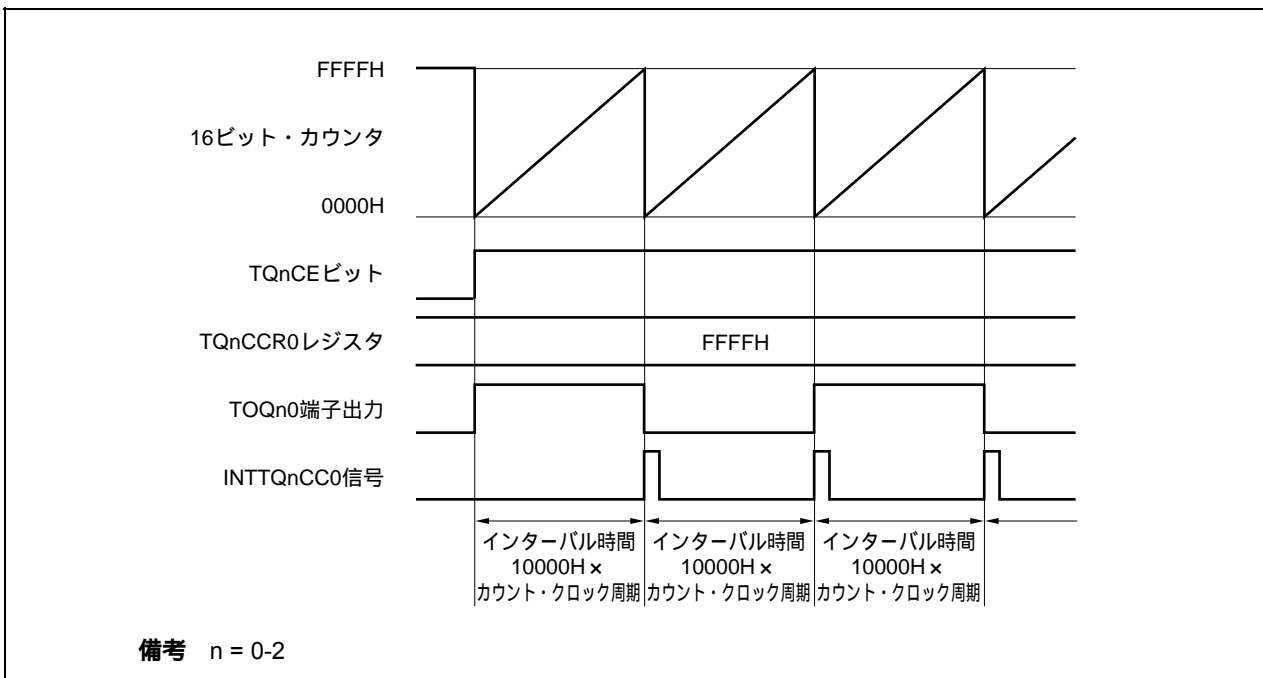 FFFFH
16ビット・カウンタ
0000H
TQnCEビット
TQnCCR0レジスタ
FFFFH
TOQn0端子出力
INTTQnCC0信号
インターバル時間
10000H ×
カウント・クロック周期
インターバル時間
10000H ×
カウント・クロック周期
インターバル時間
10000H ×
カウント・クロック周期
備考 n = 0-2